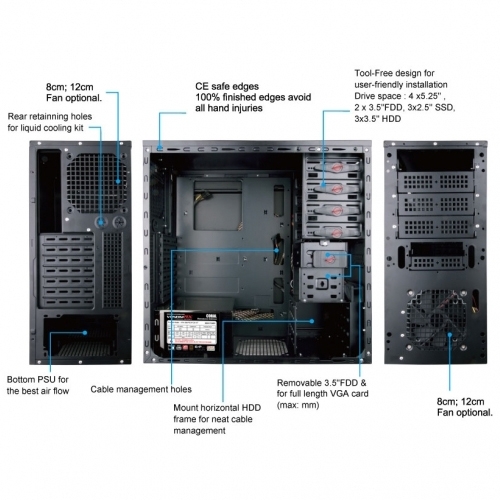 8cm; 12cm
Fan optional.
Rear retainning holes
for liquid cooling kit
CE safe edges
100% finished edges avoid
all hand injuries
Tool-Free design for
user-friendly installation
Drive space : 4 x5.25" ,
2 x 3.5"FDD, 3x2.5" SSD,
3x3.5" HDD
Bottom PSU for
the best air flow
Cable management holes
Mount horizontal HDD
frame for neat cable
management
Removable 3.5"FDD &
for full length VGA card
(max: mm)
8cm; 12cm
Fan optional.